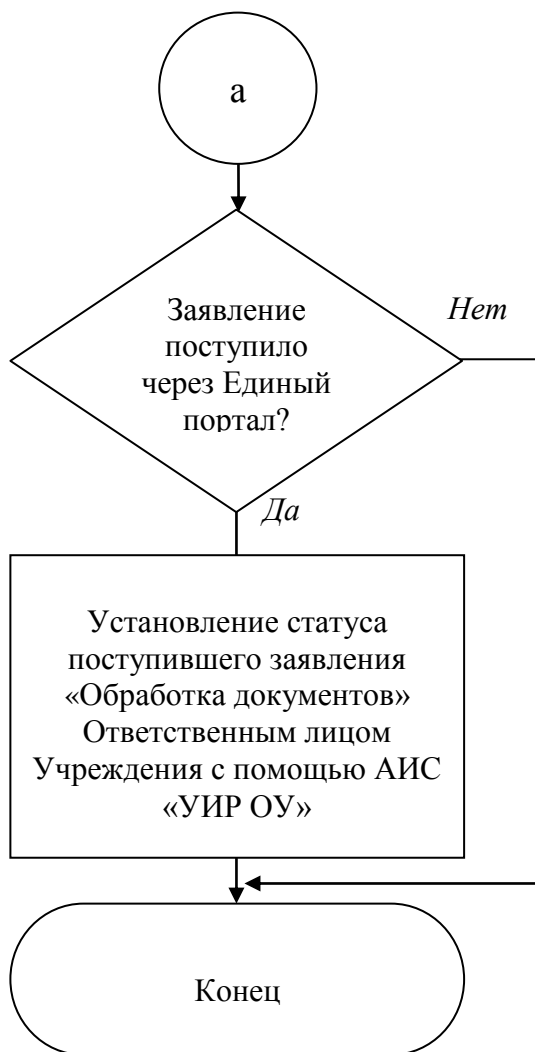 а
Заявление
поступило
через Единый
портал?
Нет
Да
Установление статуса
поступившего заявления
«Обработка документов»
Ответственным лицом
Учреждения с помощью АИС
«УИР ОУ»
Конец